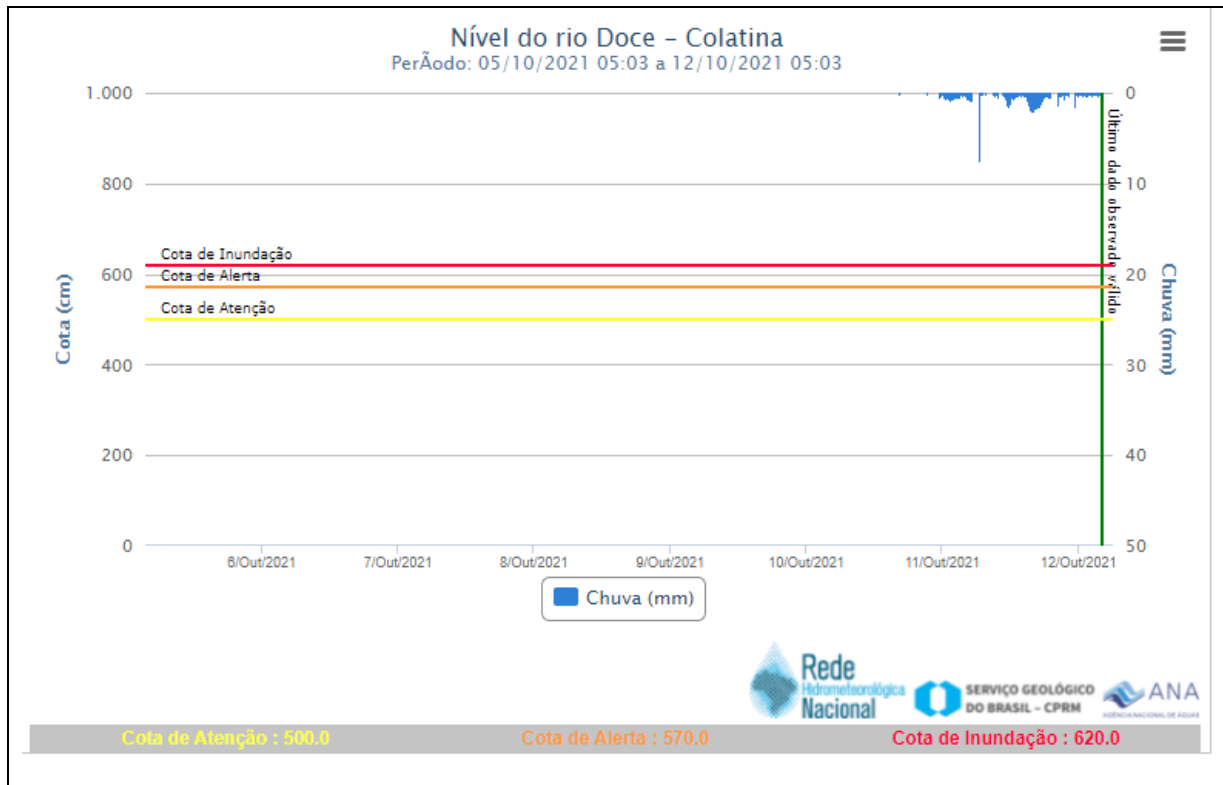 Nível do rio Doce – Colatina
PerÃodo: 05/10/2021 05:03 a 12/10/2021 05:03
1.000
800
600
400
200
0
Cota (cm)
Cota de Inundação
Cota de Alerta
Cota de Atenção
0
10
20
30
40
50
Chuva (mm)
Último dado observado válido
6/Out/2021
7/Out/2021
8/Out/2021
9/Out/2021
10/Out/2021
11/Out/2021
12/Out/2021
Chuva (mm)
Rede
Hidrometeorológica
Nacional
SERVIÇO GEOLÓGICO
DO BRASIL – CPRM
ANA
AGÊNCIA NACIONAL DE ÁGUAS
Cota de Atenção : 500.0
Cota de Alerta : 570.0
Cota de Inundação : 620.0